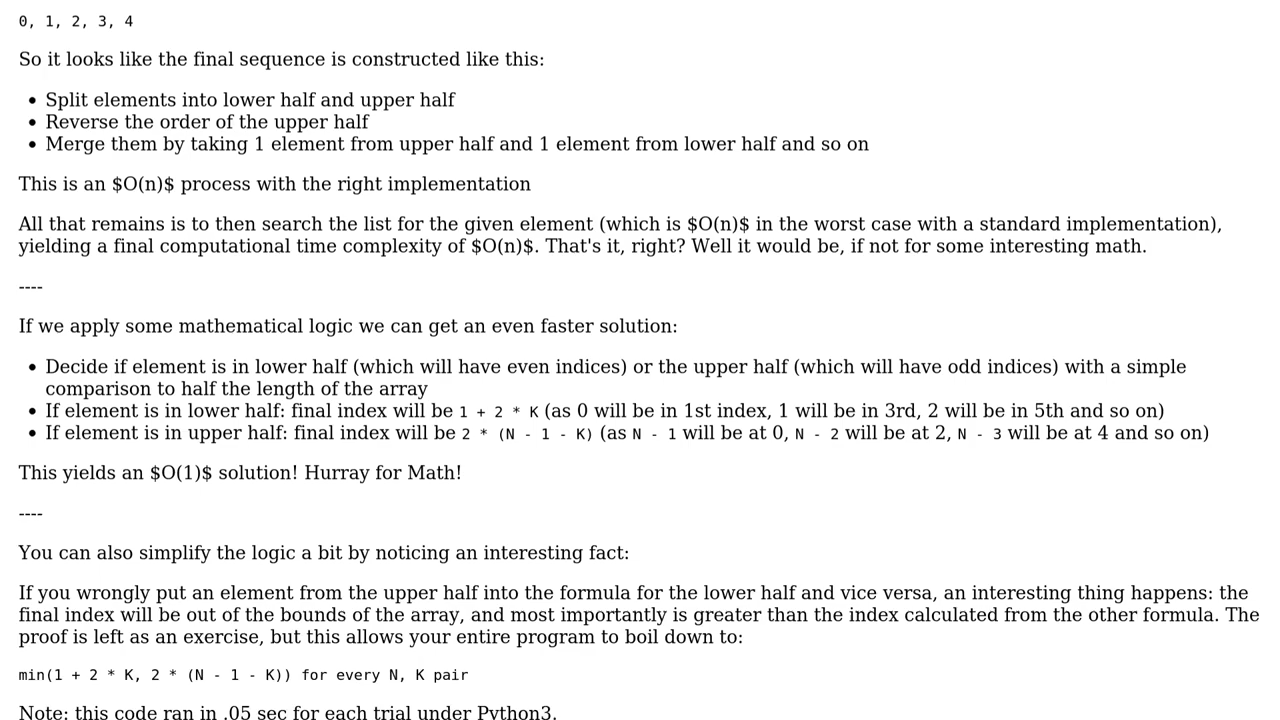 0, 1, 2, 3, 4
So it looks like the final sequence is constructed like this:
• Split elements into lower half and upper half
• Reverse the order of the upper half
• Merge them by taking 1 element from upper half and 1 element from lower half and so on
This is an $O(n)$ process with the right implementation
All that remains is to then search the list for the given element (which is $O(n)$ in the worst case with a standard implementation),
yielding a final computational time complexity of $O(n)$. That's it, right? Well it would be, if not for some interesting math.
----
If we apply some mathematical logic we can get an even faster solution:
• Decide if element is in lower half (which will have even indices) or the upper half (which will have odd indices) with a simple
comparison to half the length of the array
• If element is in lower half: final index will be 1 + 2 * K (as 0 will be in 1st index, 1 will be in 3rd, 2 will be in 5th and so on)
• If element is in upper half: final index will be 2 * (N - 1 - K) (as N - 1 will be at 0, N - 2 will be at 2, N - 3 will be at 4 and so on)
This yields an $O(1)$ solution! Hurray for Math!
----
You can also simplify the logic a bit by noticing an interesting fact:
If you wrongly put an element from the upper half into the formula for the lower half and vice versa, an interesting thing happens: the
final index will be out of the bounds of the array, and most importantly is greater than the index calculated from the other formula. The
proof is left as an exercise, but this allows your entire program to boil down to:
min(1 + 2 * K, 2 * (N - 1 - K)) for every N, K pair
Note: this code ran in .05 sec for each trial under Python3.